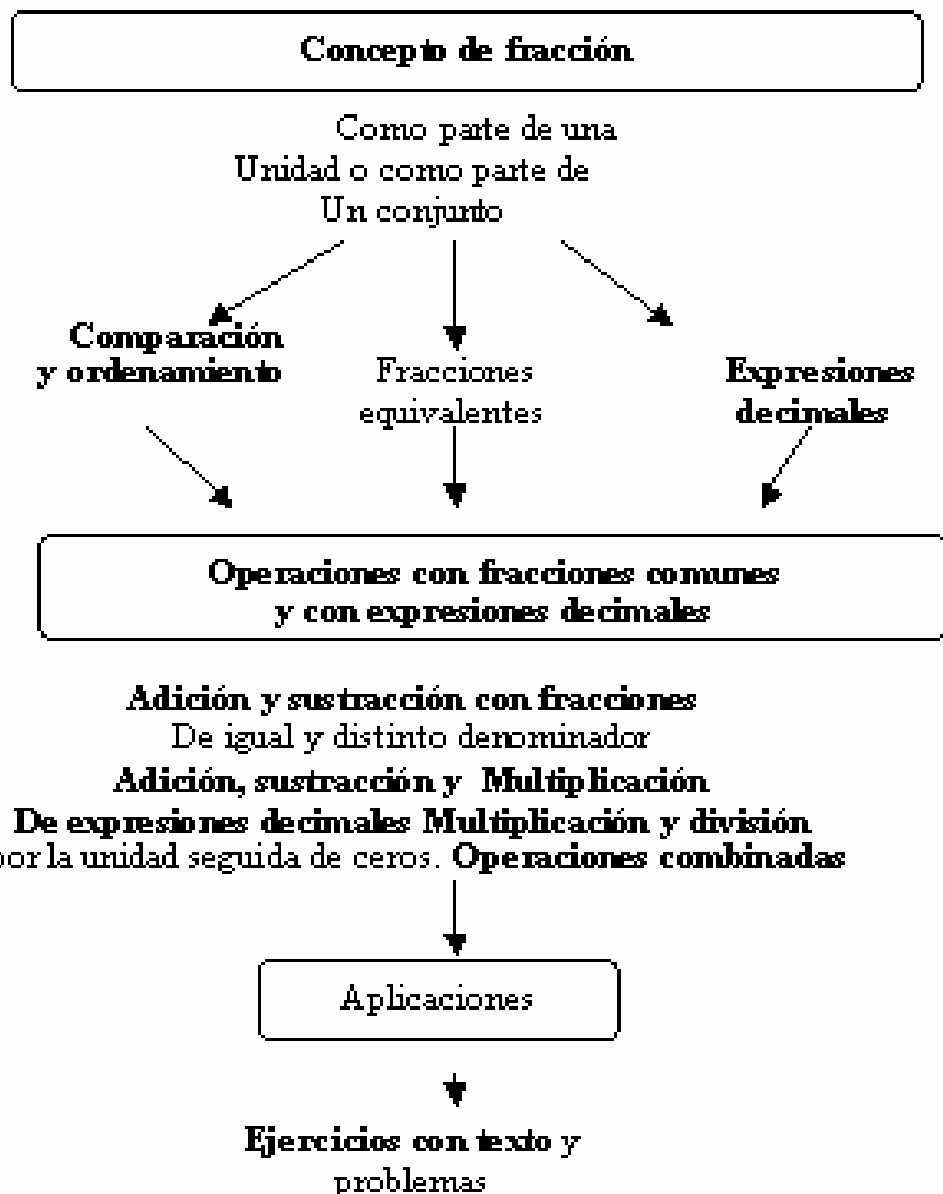 Concepto de fracción
Como parte de una
Unidad o como parte de
Un conjunto
Comparación
y ordenamiento
Fracciones
equivalentes
Expresiones
decimales
Operaciones con fracciones comunes
y con expresiones decimales
Adición y sustracción con fracciones
De igual y distinto denominador
Adición, sustracción y Multiplicación
De expresiones decimales Multiplicación y división
por la unidad seguida de ceros. Operaciones combinadas
Aplicaciones
Ejercicios con texto y
problemas